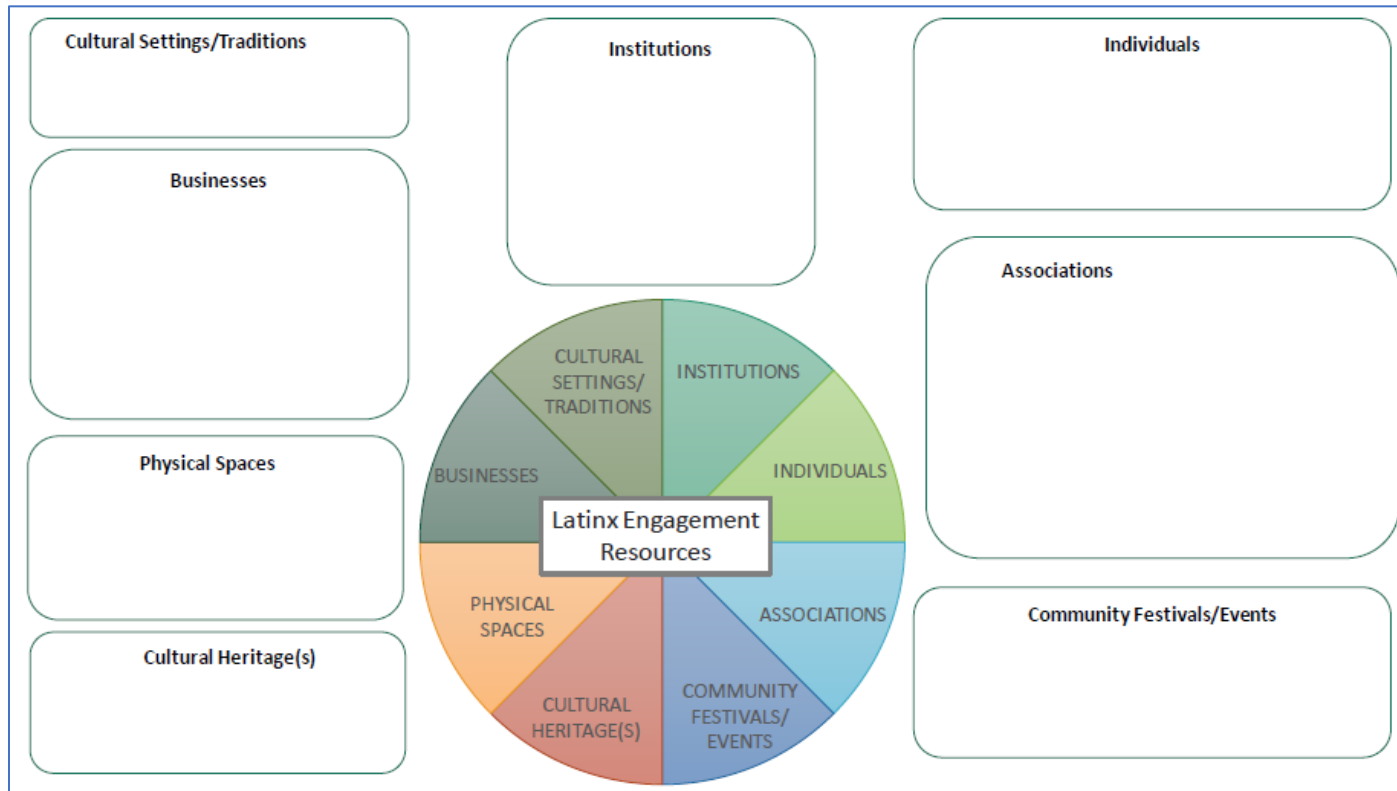 Cultural Settings/Traditions
Institutions
Individuals
Businesses
Associations
Physical Spaces
Cultural Heritage(s)
Community Festivals/Events
CULTURAL
SETTINGS/
TRADITIONS
INSTITUTIONS
BUSINESSES
INDIVIDUALS
Latinx Engagement
Resources
PHYSICAL
SPACES
ASSOCIATIONS
CULTURAL
HERITAGE(S)
COMMUNITY
FESTIVALS/
EVENTS